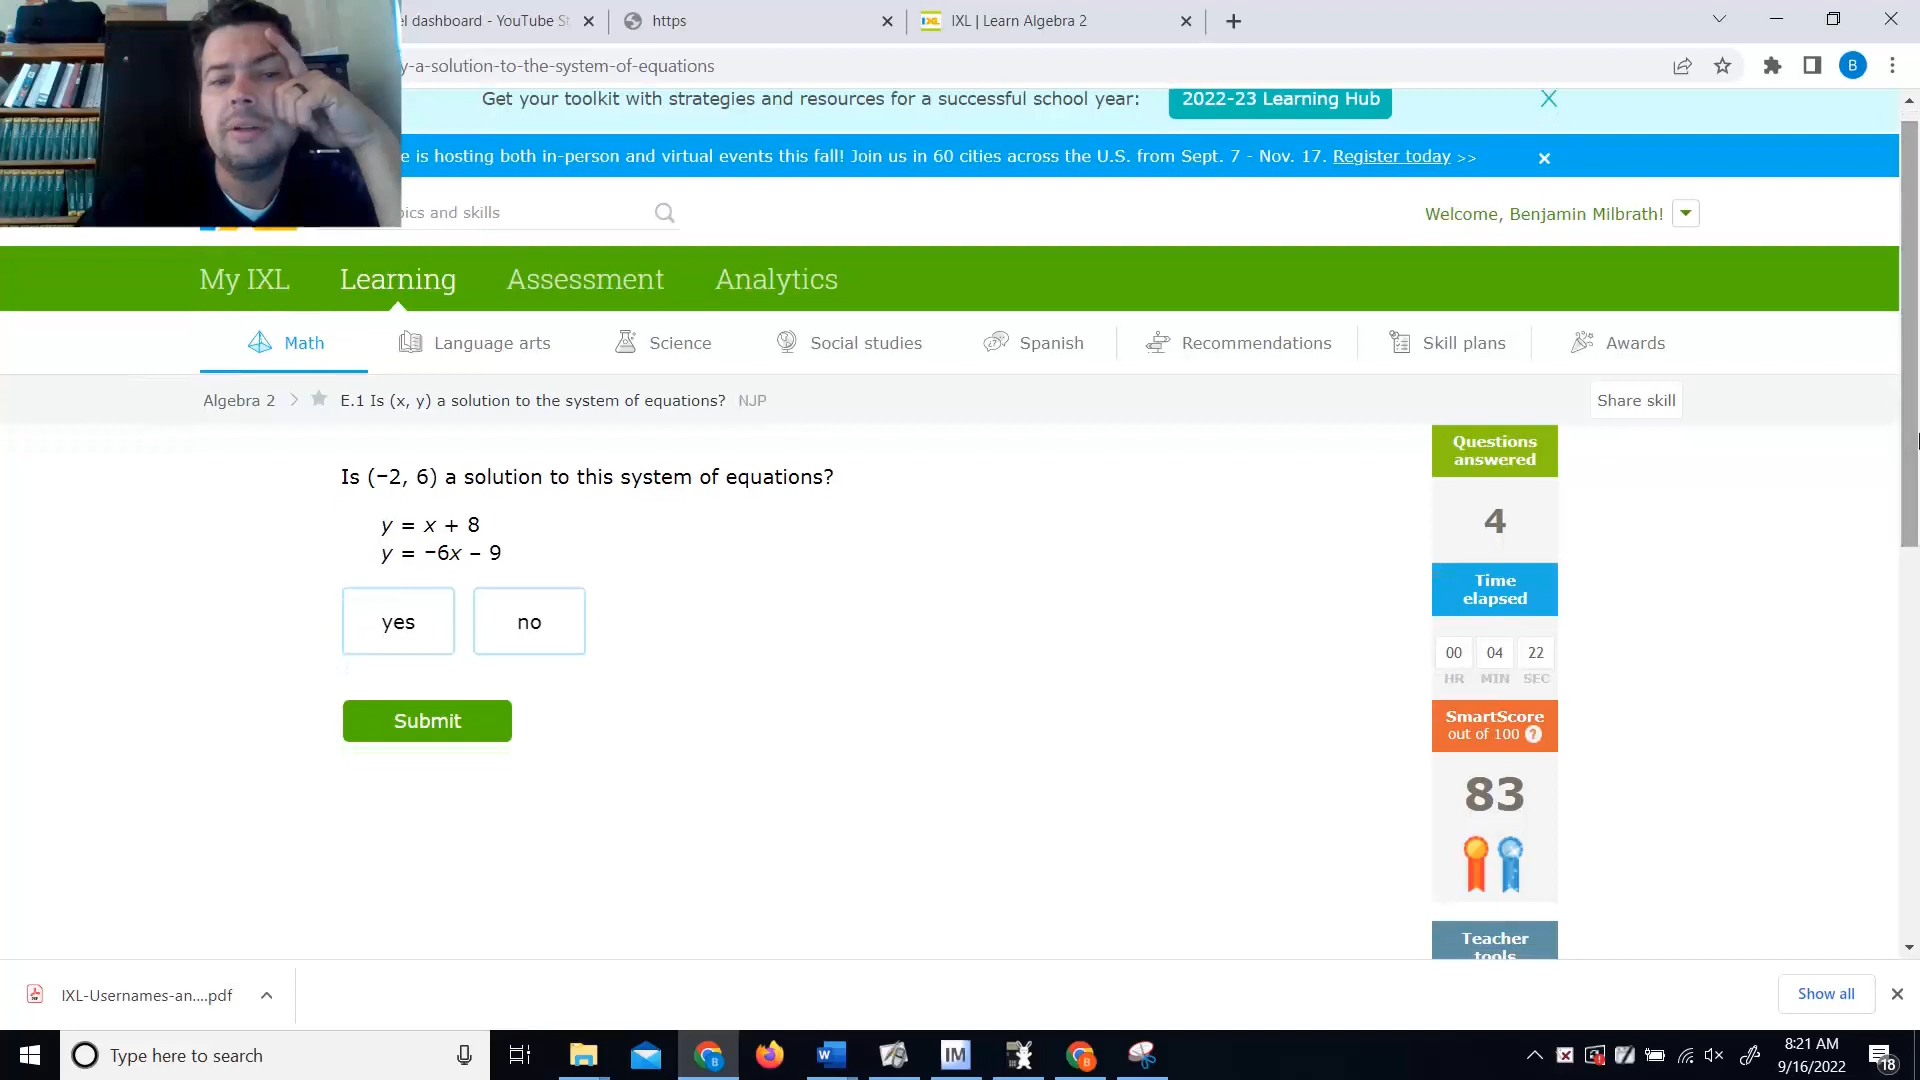 el dashboard - YouTube St
https
IXL | Learn Algebra 2
y-a-solution-to-the-system-of-equations
B
Get your toolkit with strategies and resources for a successful school year:
2022-23 Learning Hub
e is hosting both in-person and virtual events this fall! Join us in 60 cities across the U.S. from Sept. 7 - Nov. 17. Register today >>
pics and skills
Welcome, Benjamin Milbrath!
My IXL
Learning
Assessment
Analytics
Math
Language arts
Science
Social studies
Spanish
Recommendations
Skill plans
Awards
Algebra 2
E.1 Is (x, y) a solution to the system of equations?
NJP
Share skill
Is (−2, 6) a solution to this system of equations?
y = x + 8
y = −6x – 9
yes
no
Submit
Questions
answered
4
Time
elapsed
00 04 22
HR MIN SEC
SmartScore
out of 100 ?
83
Teacher
tools
IXL-Usernames-an....pdf
Show all
Type here to search
B
W
IM
B
8:21 AM
9/16/2022
18